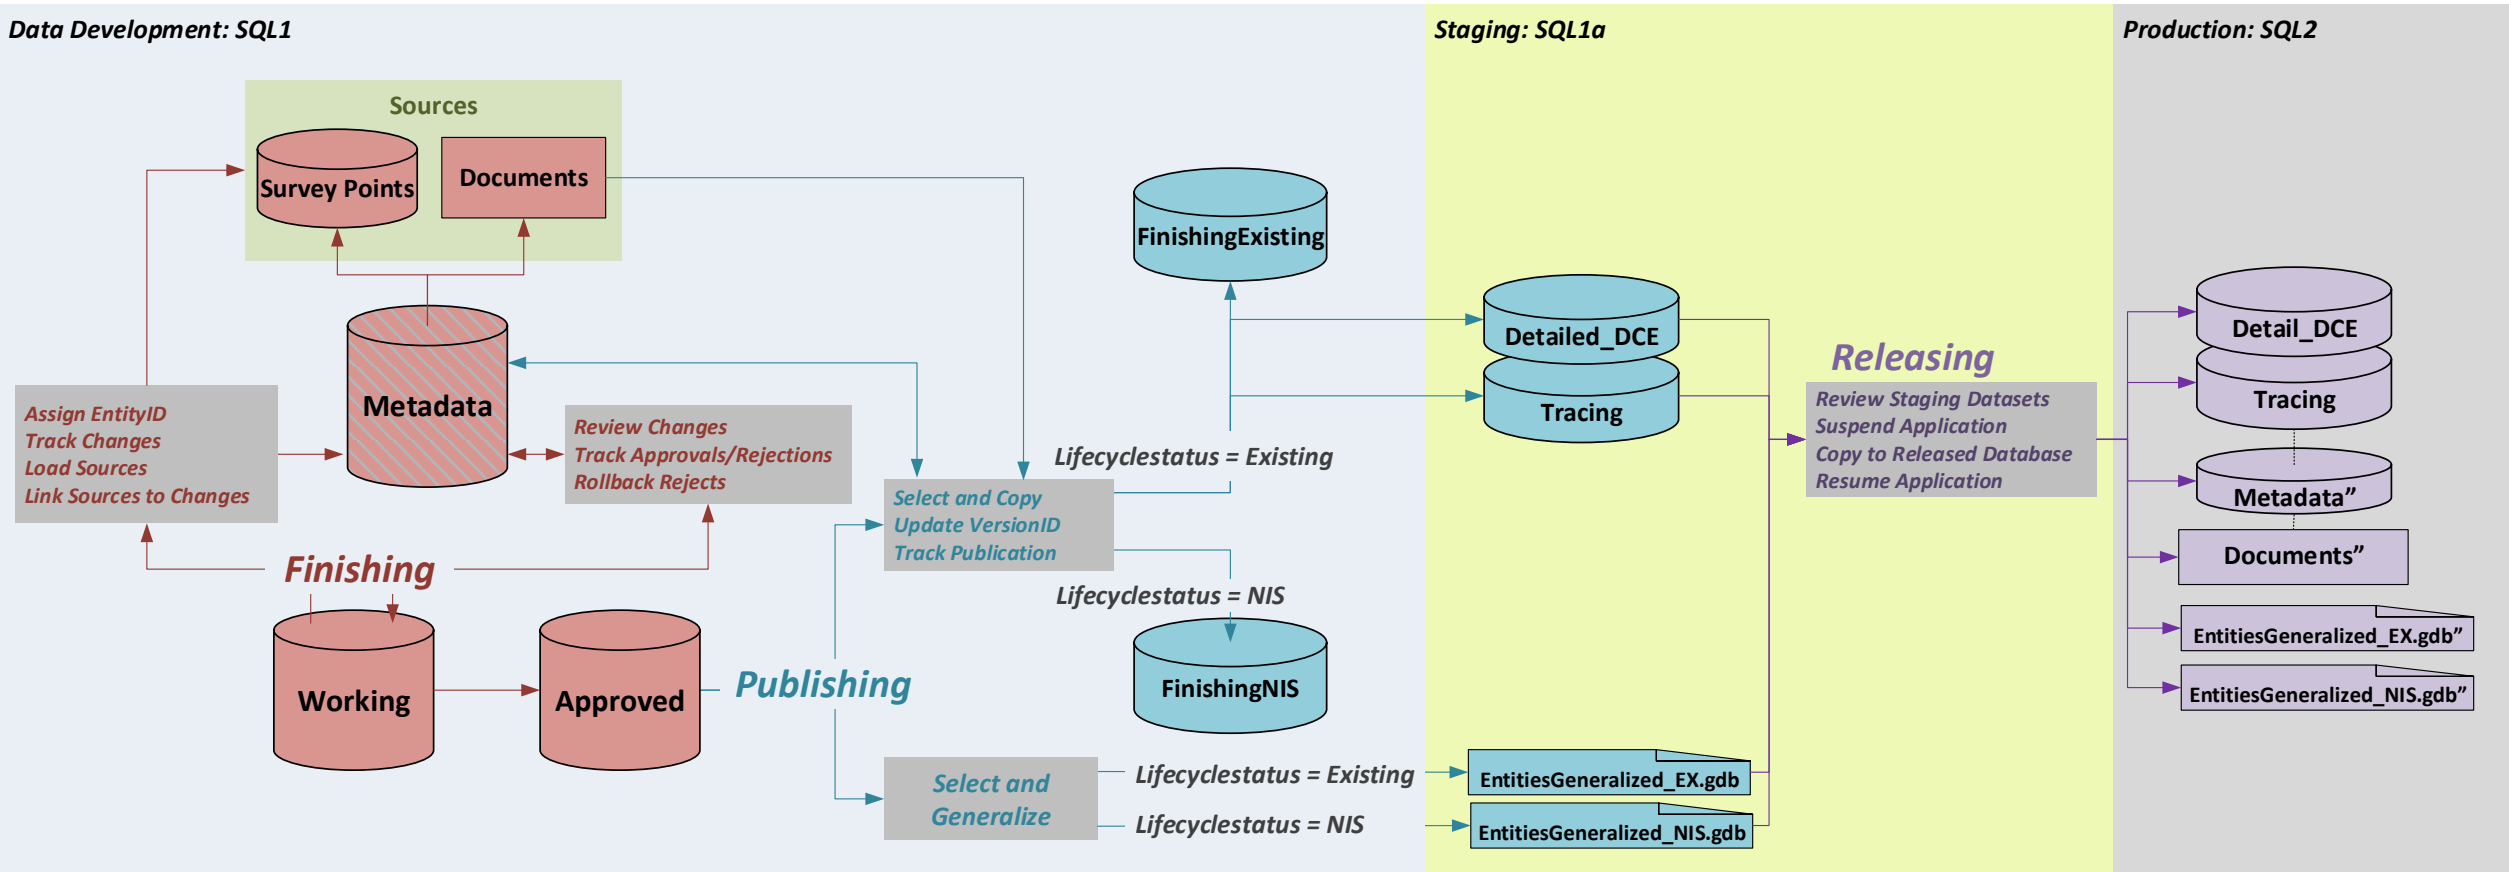 Data Development: SQL1
Staging: SQL1a
Production: SQL2
Sources
Survey Points
Documents
Metadata
Assign EntityID
Track Changes
Load Sources
Link Sources to Changes
Review Changes
Track Approvals/Rejections
Rollback Rejects
Finishing
Working
Approved
Publishing
Select and Copy
Update VersionID
Track Publication
Select and
Generalize
FinishingExisting
Lifecyclestatus = Existing
Lifecyclestatus = NIS
FinishingNIS
Lifecyclestatus = Existing
Lifecyclestatus = NIS
Detailed_DCE
Tracing
EntitiesGeneralized_EX.gdb
EntitiesGeneralized_NIS.gdb
Releasing
Review Staging Datasets
Suspend Application
Copy to Released Database
Resume Application
Detail_DCE
Tracing
Metadata”
Documents”
EntitiesGeneralized_EX.gdb”
EntitiesGeneralized_NIS.gdb”